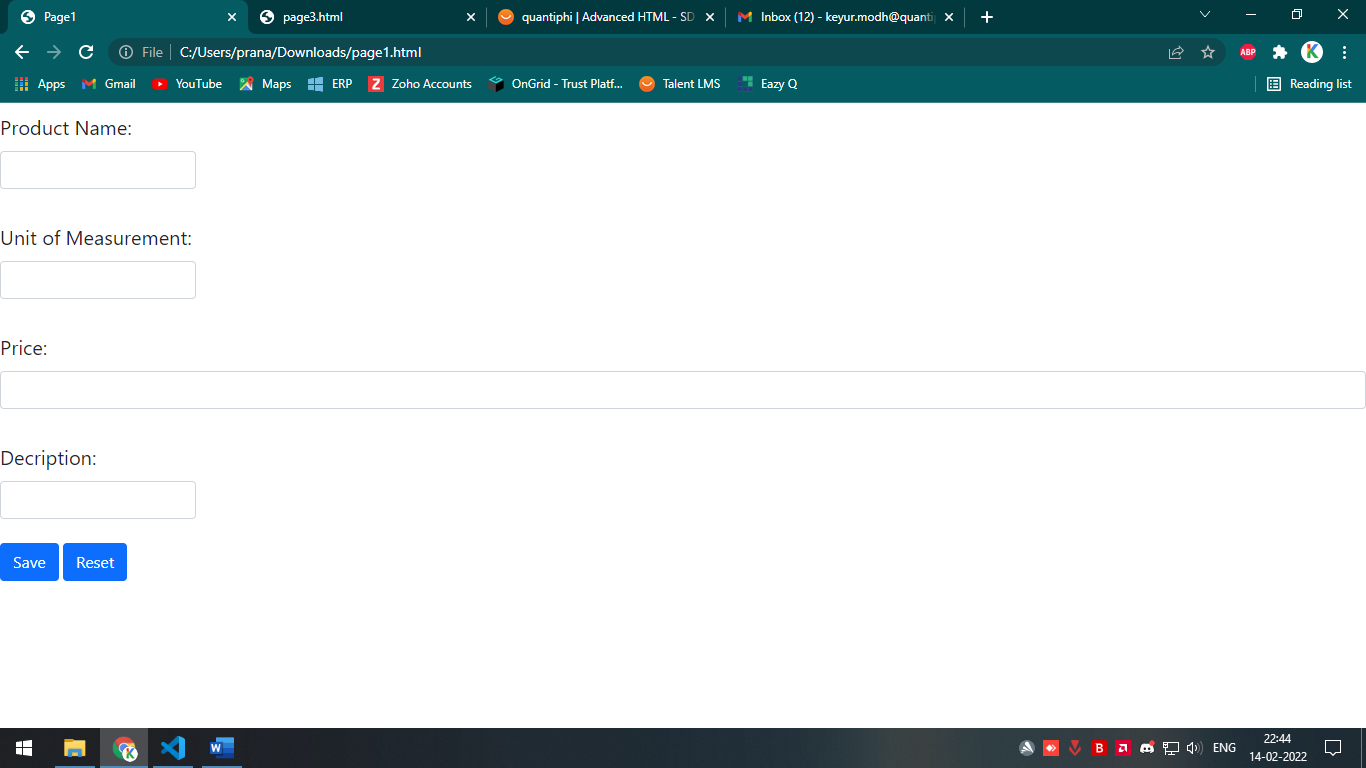 Page1
page3.html
quantiphi | Advanced HTML - SD
Inbox (12) - keyur.modh@quanti
File
C:/Users/prana/Downloads/page1.html
ABP
K
Apps
Gmail
YouTube
Maps
ERP
Z
Zoho Accounts
OnGrid - Trust Platf...
Talent LMS
Eazy Q
Reading list
Product Name:
Unit of Measurement:
Price:
Decription:
Save
Reset
K
W
B
ENG
22:44
14-02-2022